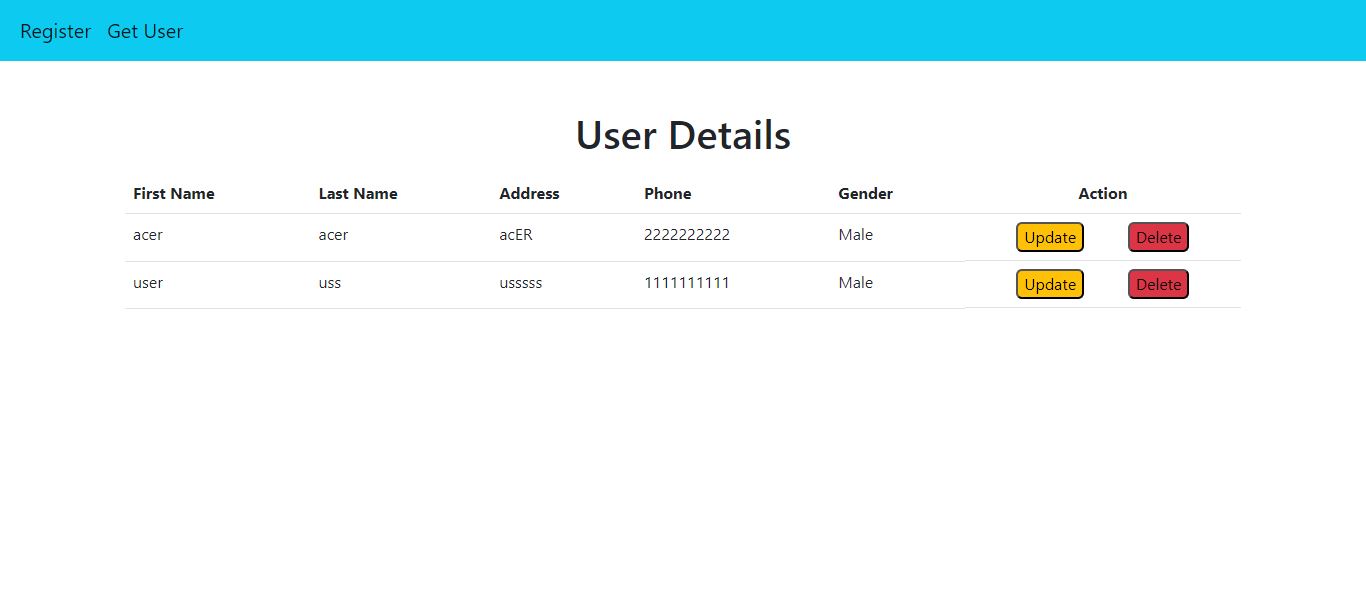 Register Get User
User Details
First Name Last Name Address Phone Gender Action
acer acer acER 2222222222 Male Update Delete
user uss usssss 1111111111 Male Update Delete